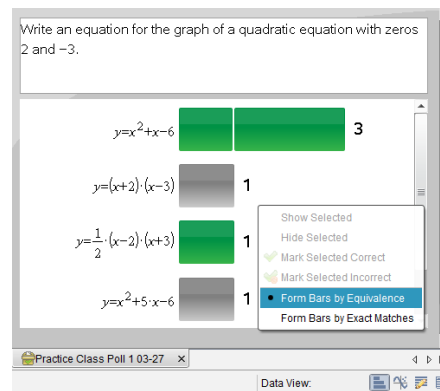 Write an equation for the graph of a quadratic equation with zeros
2 and −3.
y=x²+x−6 3
y=(x+2)·(x−3) 1
y=1/2·(x−2)·(x+3) 1
y=x²+5·x−6 1
Show Selected
Hide Selected
Mark Selected Correct
Mark Selected Incorrect
Form Bars by Equivalence
Form Bars by Exact Matches
Practice Class Poll 1 03-27
Data View: